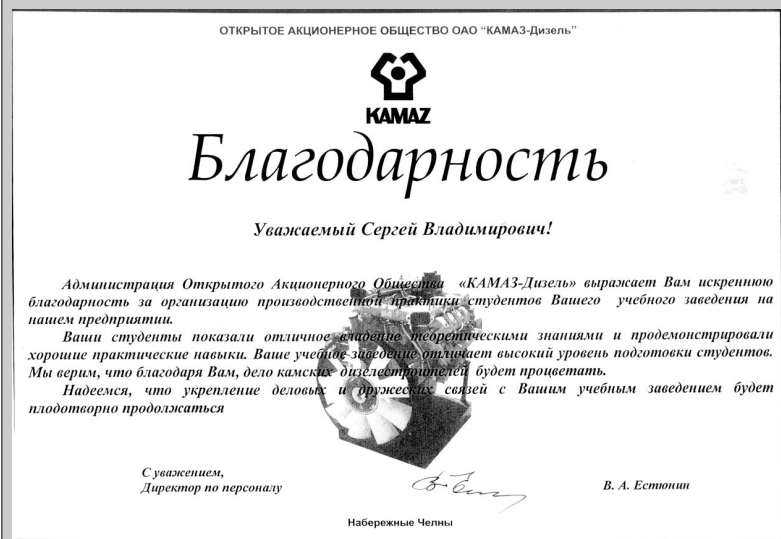 ОТКРЫТОЕ АКЦИОНЕРНОЕ ОБЩЕСТВО ОАО “КАМАЗ-Дизель”
KAMAZ
Благодарность
Уважаемый Сергей Владимирович!
Администрация Открытого Акционерного Общества «КАМАЗ-Дизель» выражает Вам искреннюю
благодарность за организацию производственной практики студентов Вашего учебного заведения на
нашем предприятии.
Ваши студенты показали отличное владение теоретическими знаниями и продемонстрировали
хорошие практические навыки. Ваше учебное заведение отличает высокий уровень подготовки студентов.
Мы верим, что благодаря Вам, дело камских дизелестроителей будет процветать.
Надеемся, что укрепление деловых и дружеских связей с Вашим учебным заведением будет
плодотворно продолжаться
С уважением,
Директор по персоналу
В. А. Естюнин
Набережные Челны